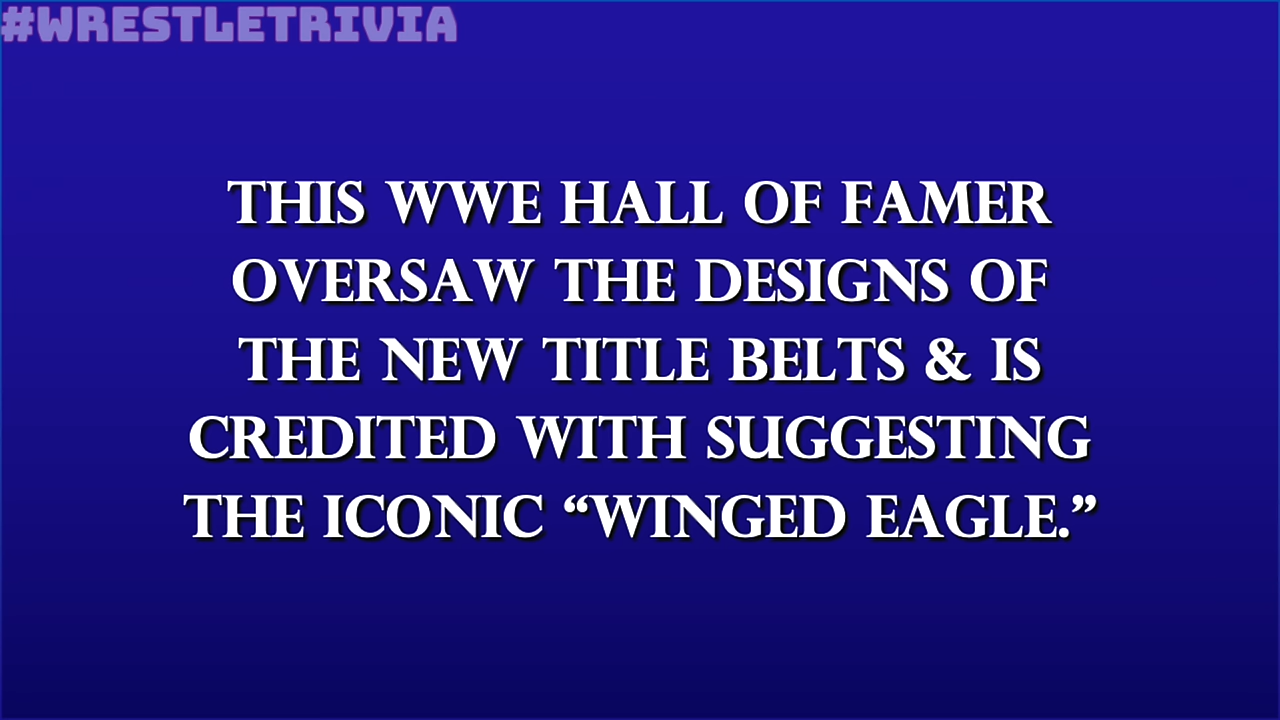 #WRESTLETRIVIA
THIS WWE HALL OF FAMER
OVERSAW THE DESIGNS OF
THE NEW TITLE BELTS & IS
CREDITED WITH SUGGESTING
THE ICONIC “WINGED EAGLE.”